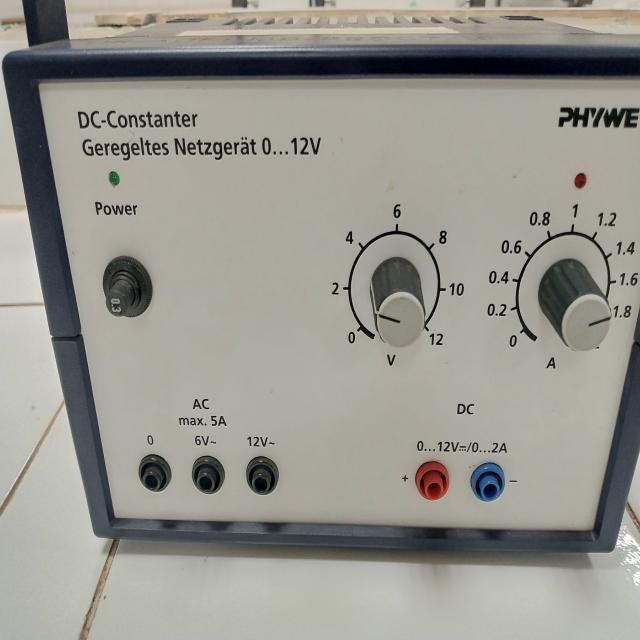 DC-Constanter
Geregeltes Netzgerät 0...12V
PHYWE
Power
0.3
0
2
4
6
8
10
12
V
0
0.2
0.4
0.6
0.8
1
1.2
1.4
1.6
1.8
A
AC
max. 5A
0 6V~ 12V~
DC
0...12V⎓/0...2A
+ −